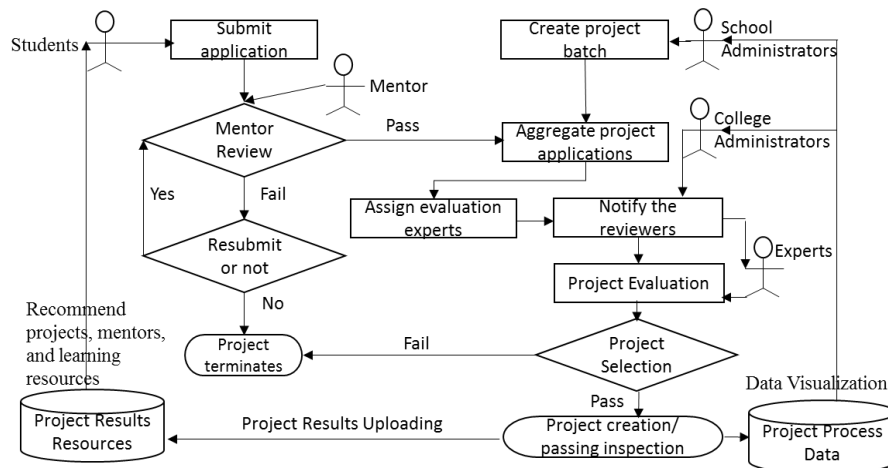 Students
Submit
application
Create project
batch
School
Administrators
Mentor
Mentor
Review
Pass
Aggregate project
applications
College
Administrators
Yes
Fail
Assign evaluation
experts
Notify the
reviewers
Resubmit
or not
Experts
Project Evaluation
No
Recommend
projects, mentors,
and learning
resources
Project
terminates
Fail
Project
Selection
Data Visualization
Pass
Project Results
Resources
Project Results Uploading
Project creation/
passing inspection
Project Process
Data